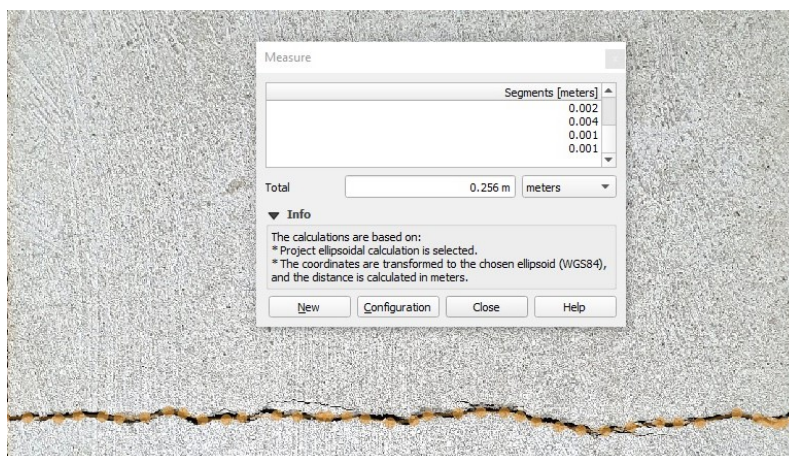 Measure
Segments [meters]
0.002
0.004
0.001
0.001
Total 0.256 m meters
Info
The calculations are based on:
* Project ellipsoidal calculation is selected.
* The coordinates are transformed to the chosen ellipsoid (WGS84),
and the distance is calculated in meters.
New Configuration Close Help